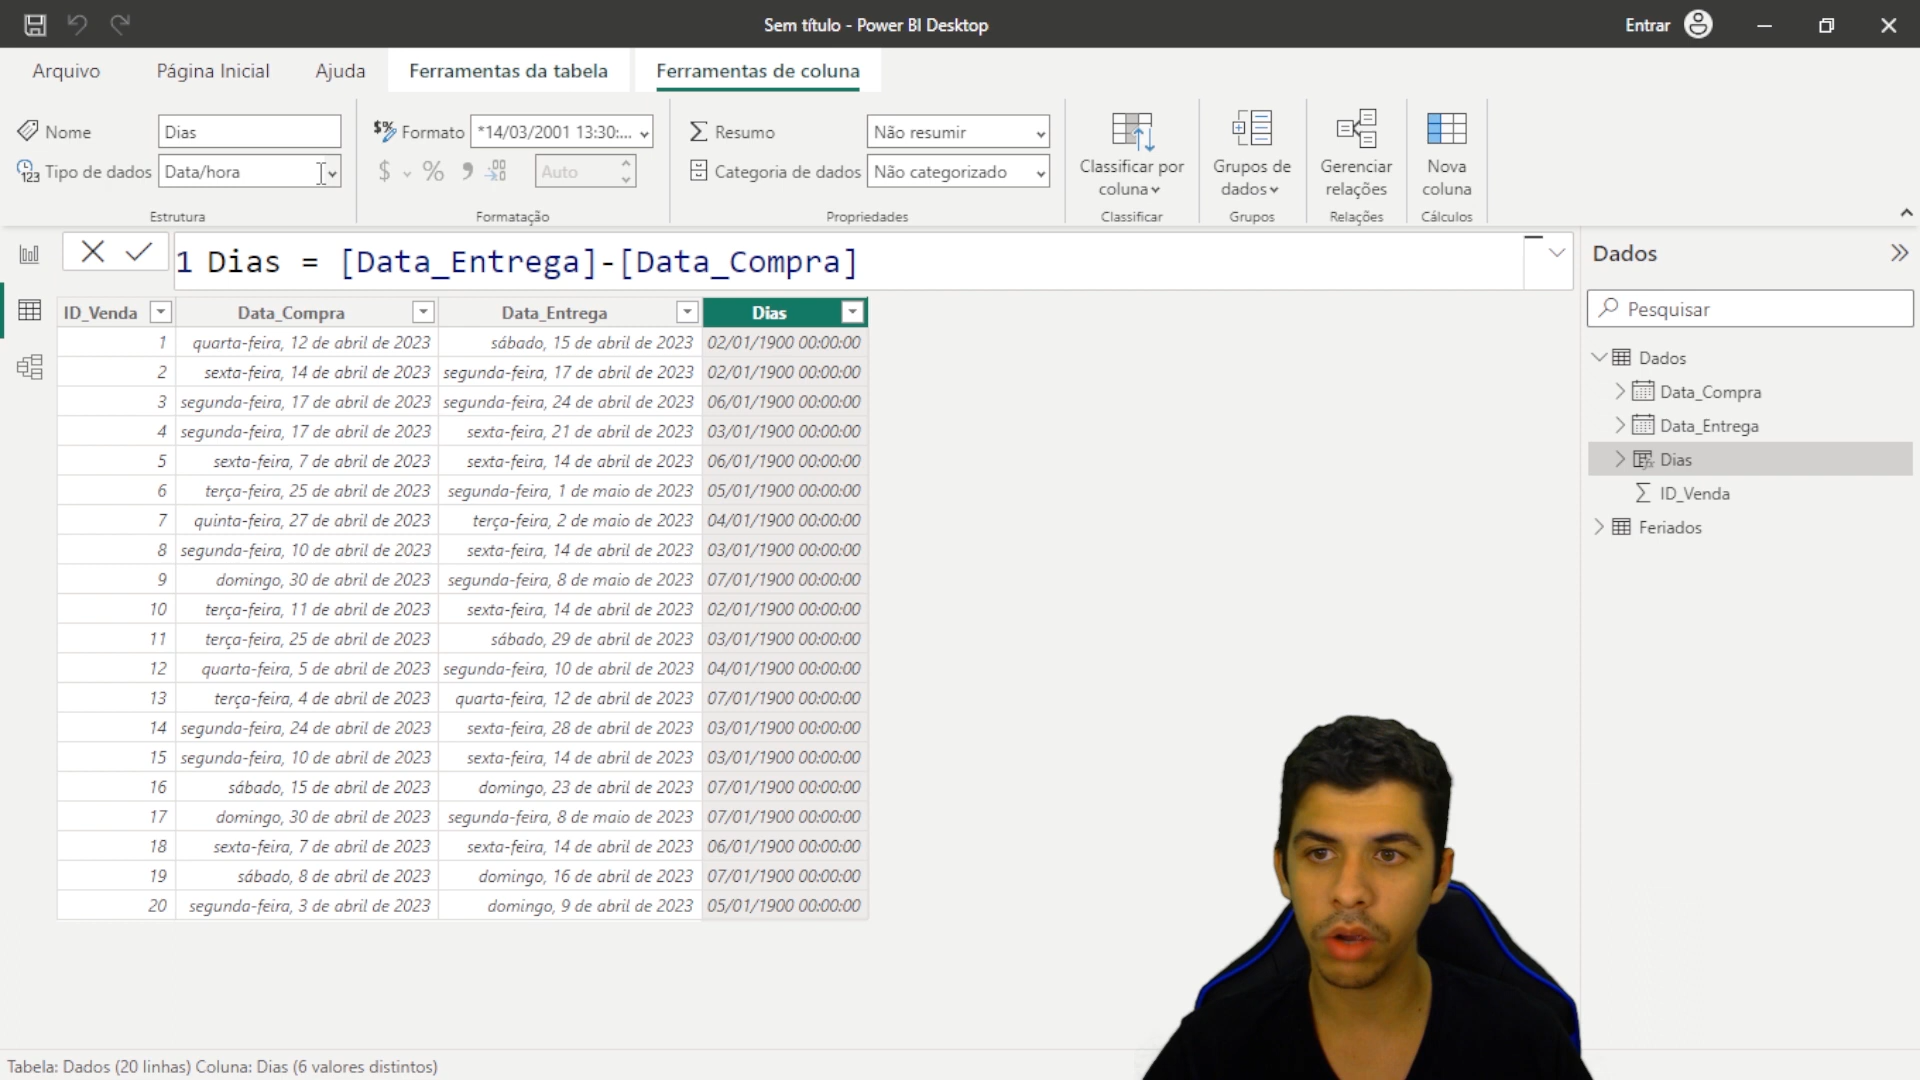 Sem título - Power BI Desktop
Entrar
Arquivo
Página Inicial
Ajuda
Ferramentas da tabela
Ferramentas de coluna
Nome
Dias
Tipo de dados
Data/hora
Estrutura
Formato
*14/03/2001 13:30:...
Auto
Formatação
Resumo
Não resumir
Categoria de dados
Não categorizado
Propriedades
Classificar por
coluna
Classificar
Grupos de
dados
Grupos
Gerenciar
relações
Relações
Nova
coluna
Cálculos
1 Dias = [Data_Entrega]-[Data_Compra]
ID_Venda Data_Compra Data_Entrega Dias
1 quarta-feira, 12 de abril de 2023 sábado, 15 de abril de 2023 02/01/1900 00:00:00
2 sexta-feira, 14 de abril de 2023 segunda-feira, 17 de abril de 2023 02/01/1900 00:00:00
3 segunda-feira, 17 de abril de 2023 segunda-feira, 24 de abril de 2023 06/01/1900 00:00:00
4 segunda-feira, 17 de abril de 2023 sexta-feira, 21 de abril de 2023 03/01/1900 00:00:00
5 sexta-feira, 7 de abril de 2023 sexta-feira, 14 de abril de 2023 06/01/1900 00:00:00
6 terça-feira, 25 de abril de 2023 segunda-feira, 1 de maio de 2023 05/01/1900 00:00:00
7 quinta-feira, 27 de abril de 2023 terça-feira, 2 de maio de 2023 04/01/1900 00:00:00
8 segunda-feira, 10 de abril de 2023 sexta-feira, 14 de abril de 2023 03/01/1900 00:00:00
9 domingo, 30 de abril de 2023 segunda-feira, 8 de maio de 2023 07/01/1900 00:00:00
10 terça-feira, 11 de abril de 2023 sexta-feira, 14 de abril de 2023 02/01/1900 00:00:00
11 terça-feira, 25 de abril de 2023 sábado, 29 de abril de 2023 03/01/1900 00:00:00
12 quarta-feira, 5 de abril de 2023 segunda-feira, 10 de abril de 2023 04/01/1900 00:00:00
13 terça-feira, 4 de abril de 2023 quarta-feira, 12 de abril de 2023 07/01/1900 00:00:00
14 segunda-feira, 24 de abril de 2023 sexta-feira, 28 de abril de 2023 03/01/1900 00:00:00
15 segunda-feira, 10 de abril de 2023 sexta-feira, 14 de abril de 2023 03/01/1900 00:00:00
16 sábado, 15 de abril de 2023 domingo, 23 de abril de 2023 07/01/1900 00:00:00
17 domingo, 30 de abril de 2023 segunda-feira, 8 de maio de 2023 07/01/1900 00:00:00
18 sexta-feira, 7 de abril de 2023 sexta-feira, 14 de abril de 2023 06/01/1900 00:00:00
19 sábado, 8 de abril de 2023 domingo, 16 de abril de 2023 07/01/1900 00:00:00
20 segunda-feira, 3 de abril de 2023 domingo, 9 de abril de 2023 05/01/1900 00:00:00
Dados
Pesquisar
Dados
Data_Compra
Data_Entrega
Dias
ID_Venda
Feriados
Tabela: Dados (20 linhas) Coluna: Dias (6 valores distintos)